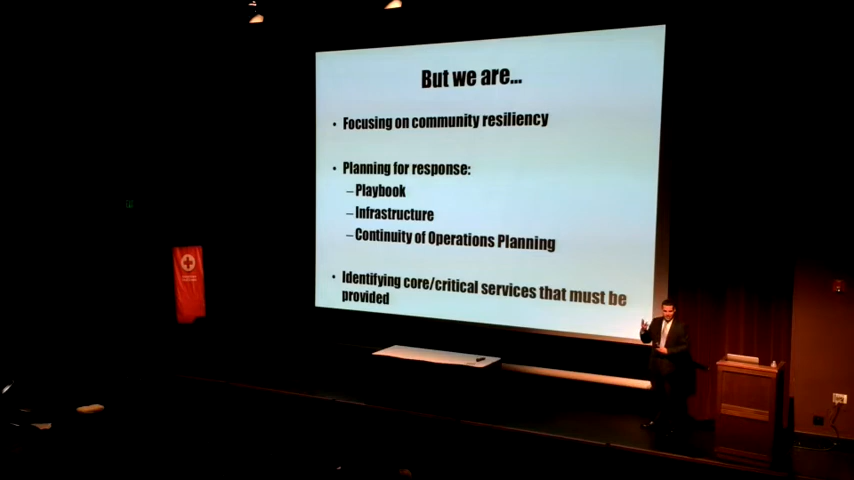 But we are...
• Focusing on community resiliency
• Planning for response:
– Playbook
– Infrastructure
– Continuity of Operations Planning
• Identifying core/critical services that must be
provided